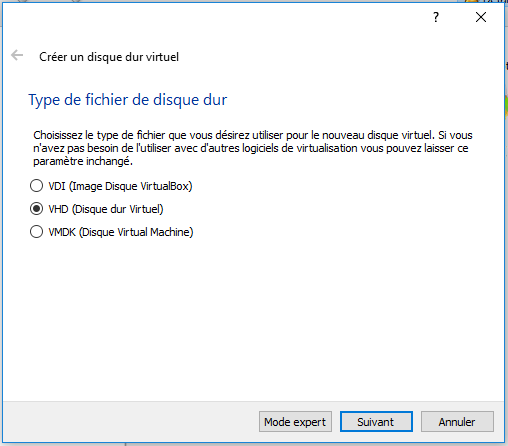 ?
Créer un disque dur virtuel
Type de fichier de disque dur
Choisissez le type de fichier que vous désirez utiliser pour le nouveau disque virtuel. Si vous
n'avez pas besoin de l'utiliser avec d'autres logiciels de virtualisation vous pouvez laisser ce
paramètre inchangé.
VDI (Image Disque VirtualBox)
VHD (Disque dur Virtuel)
VMDK (Disque Virtual Machine)
Mode expert Suivant Annuler